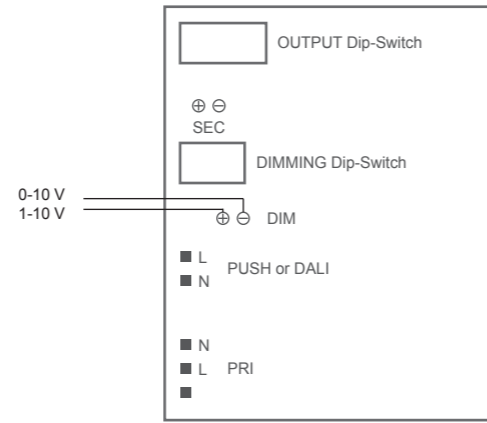 OUTPUT Dip-Switch
⊕ ⊖
SEC
DIMMING Dip-Switch
0-10 V
1-10 V
⊕ ⊖ DIM
L
PUSH or DALI
N
N
L PRI